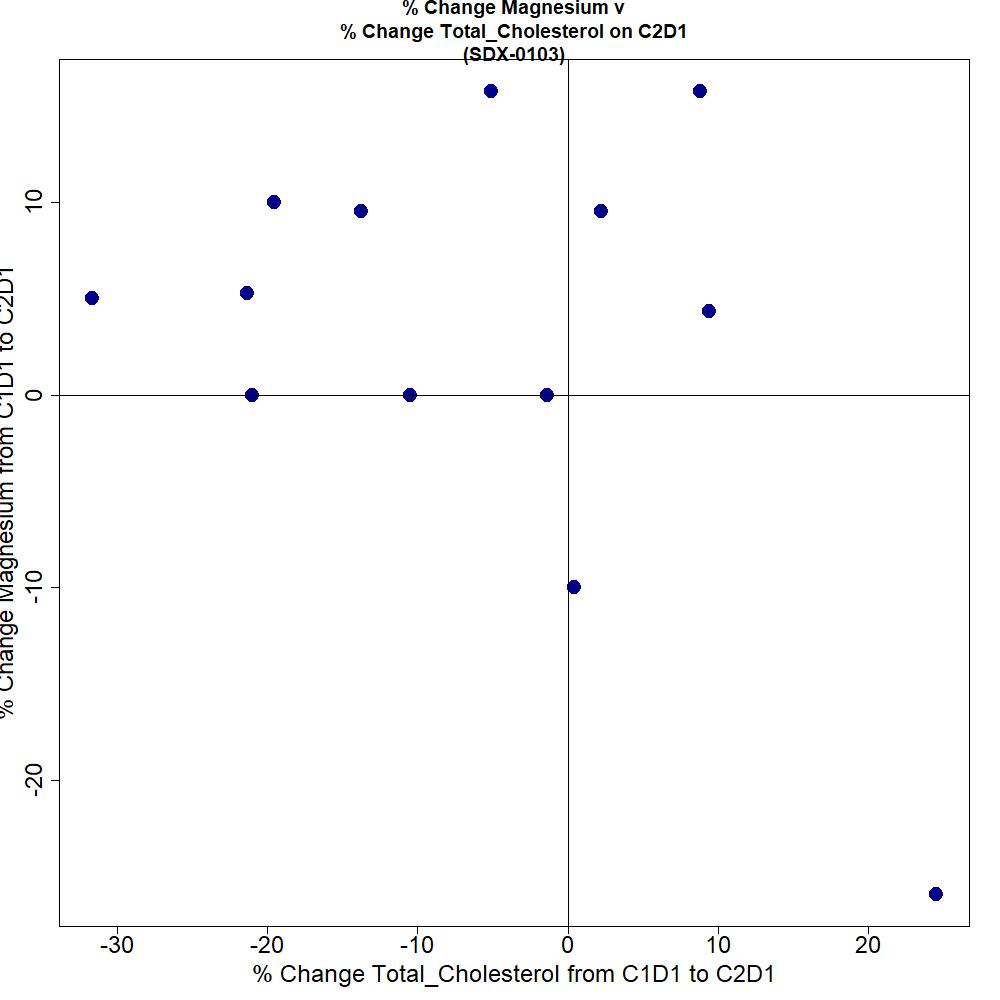 % Change Magnesium v
% Change Total_Cholesterol on C2D1
(SDX-0103)
% Change Magnesium from C1D1 to C2D1
10
0
-10
-20
-30
-20
-10
0
10
20
% Change Total_Cholesterol from C1D1 to C2D1